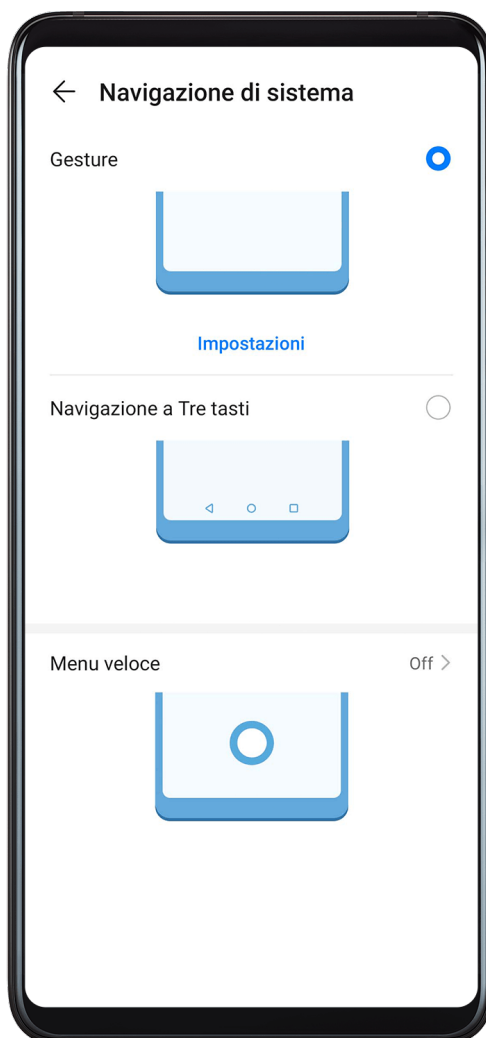 Navigazione di sistema
Gesture
Impostazioni
Navigazione a Tre tasti
Menu veloce Off